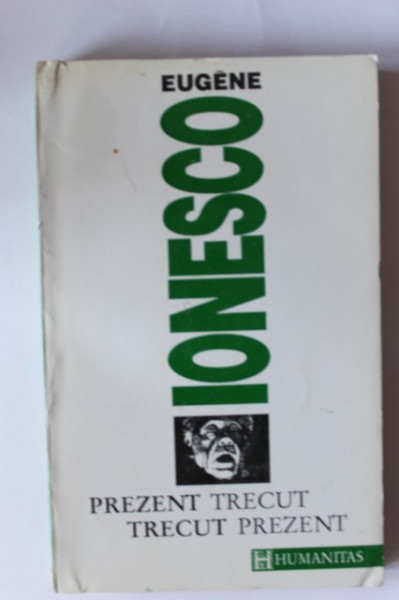 EUGÈNE
IONESCO
PREZENT TRECUT
TRECUT PREZENT
H HUMANITAS